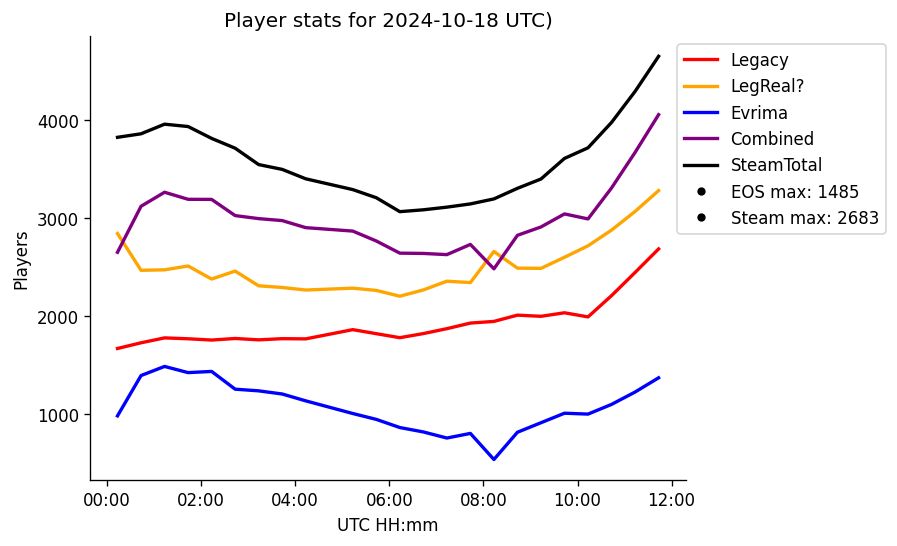 Player stats for 2024-10-18 UTC)
Legacy
LegReal?
Evrima
Combined
SteamTotal
EOS max: 1485
Steam max: 2683
Players
4000
3000
2000
1000
00:00 02:00 04:00 06:00 08:00 10:00 12:00
UTC HH:mm